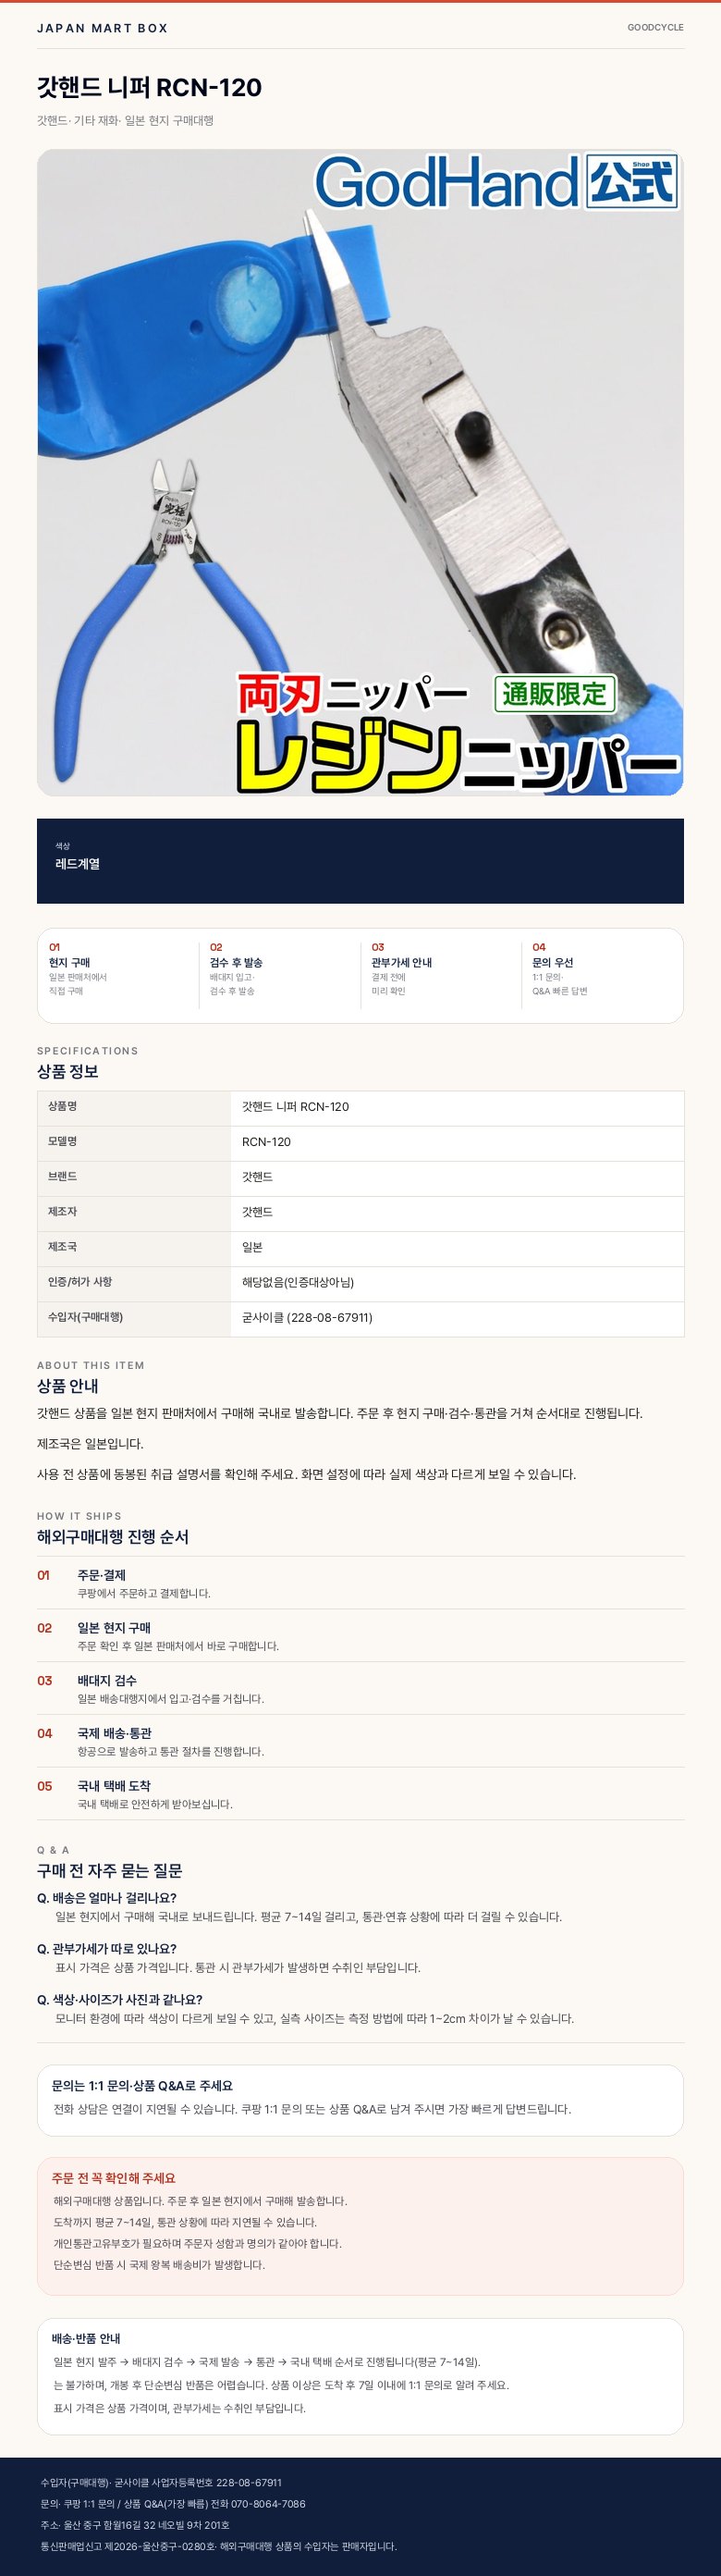 JAPAN MART BOX
GOODCYCLE
갓핸드 니퍼 RCN-120
갓핸드· 기타 재화· 일본 현지 구매대행
GodHand 公式
Shop
究極
RCN-120
両刃ニッパー 通販限定
レジンニッパー
색상
레드계열
01
현지 구매
일본 판매처에서
직접 구매
02
검수 후 발송
배대지 입고·
검수 후 발송
03
관부가세 안내
결제 전에
미리 확인
04
문의 우선
1:1 문의·
Q&A 빠른 답변
SPECIFICATIONS
상품 정보
상품명 갓핸드 니퍼 RCN-120
모델명 RCN-120
브랜드 갓핸드
제조자 갓핸드
제조국 일본
인증/허가 사항 해당없음(인증대상아님)
수입자(구매대행) 굳사이클 (228-08-67911)
ABOUT THIS ITEM
상품 안내
갓핸드 상품을 일본 현지 판매처에서 구매해 국내로 발송합니다. 주문 후 현지 구매·검수·통관을 거쳐 순서대로 진행됩니다.
제조국은 일본입니다.
사용 전 상품에 동봉된 취급 설명서를 확인해 주세요. 화면 설정에 따라 실제 색상과 다르게 보일 수 있습니다.
HOW IT SHIPS
해외구매대행 진행 순서
01 주문·결제
쿠팡에서 주문하고 결제합니다.
02 일본 현지 구매
주문 확인 후 일본 판매처에서 바로 구매합니다.
03 배대지 검수
일본 배송대행지에서 입고·검수를 거칩니다.
04 국제 배송·통관
항공으로 발송하고 통관 절차를 진행합니다.
05 국내 택배 도착
국내 택배로 안전하게 받아보십니다.
Q & A
구매 전 자주 묻는 질문
Q. 배송은 얼마나 걸리나요?
일본 현지에서 구매해 국내로 보내드립니다. 평균 7~14일 걸리고, 통관·연휴 상황에 따라 더 걸릴 수 있습니다.
Q. 관부가세가 따로 있나요?
표시 가격은 상품 가격입니다. 통관 시 관부가세가 발생하면 수취인 부담입니다.
Q. 색상·사이즈가 사진과 같나요?
모니터 환경에 따라 색상이 다르게 보일 수 있고, 실측 사이즈는 측정 방법에 따라 1~2cm 차이가 날 수 있습니다.
문의는 1:1 문의·상품 Q&A로 주세요
전화 상담은 연결이 지연될 수 있습니다. 쿠팡 1:1 문의 또는 상품 Q&A로 남겨 주시면 가장 빠르게 답변드립니다.
주문 전 꼭 확인해 주세요
해외구매대행 상품입니다. 주문 후 일본 현지에서 구매해 발송합니다.
도착까지 평균 7~14일, 통관 상황에 따라 지연될 수 있습니다.
개인통관고유부호가 필요하며 주문자 성함과 명의가 같아야 합니다.
단순변심 반품 시 국제 왕복 배송비가 발생합니다.
배송·반품 안내
일본 현지 발주 → 배대지 검수 → 국제 발송 → 통관 → 국내 택배 순서로 진행됩니다(평균 7~14일).
는 불가하며, 개봉 후 단순변심 반품은 어렵습니다. 상품 이상은 도착 후 7일 이내에 1:1 문의로 알려 주세요.
표시 가격은 상품 가격이며, 관부가세는 수취인 부담입니다.
수입자(구매대행)· 굳사이클 사업자등록번호 228-08-67911
문의· 쿠팡 1:1 문의 / 상품 Q&A(가장 빠름) 전화 070-8064-7086
주소· 울산 중구 함월16길 32 네오빌 9차 201호
통신판매업신고 제2026-울산중구-0280호· 해외구매대행 상품의 수입자는 판매자입니다.